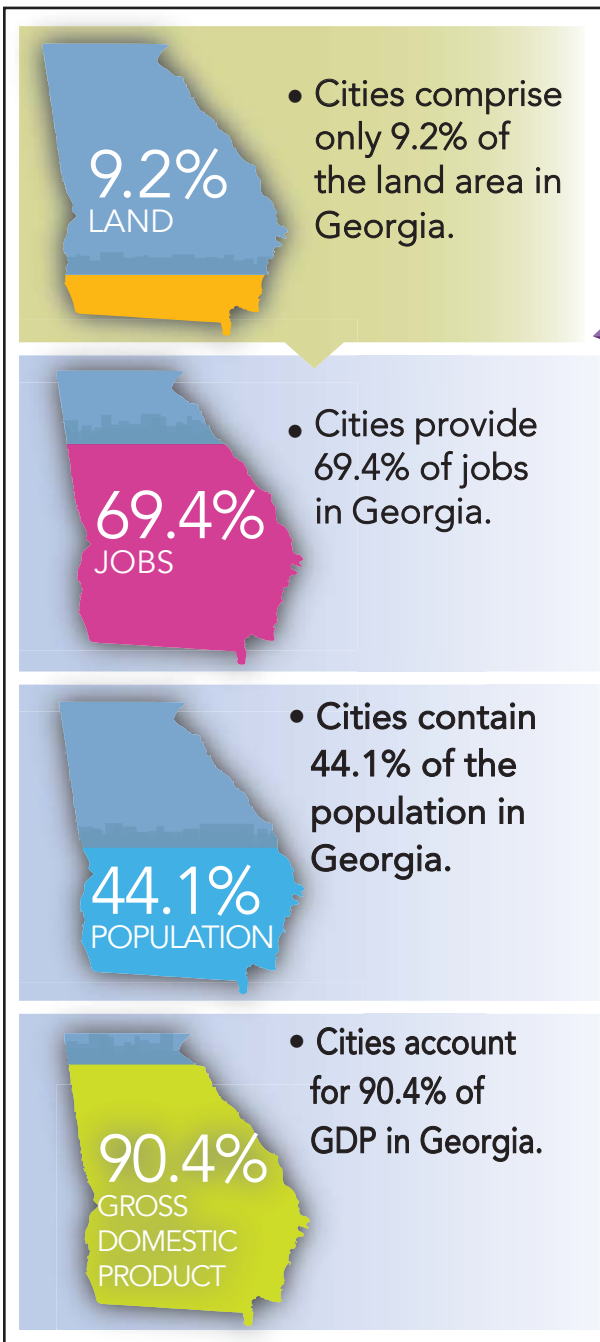 9.2%
LAND
• Cities comprise
only 9.2% of
the land area in
Georgia.
69.4%
JOBS
• Cities provide
69.4% of jobs
in Georgia.
44.1%
POPULATION
• Cities contain
44.1% of the
population in
Georgia.
90.4%
GROSS
DOMESTIC
PRODUCT
• Cities account
for 90.4% of
GDP in Georgia.